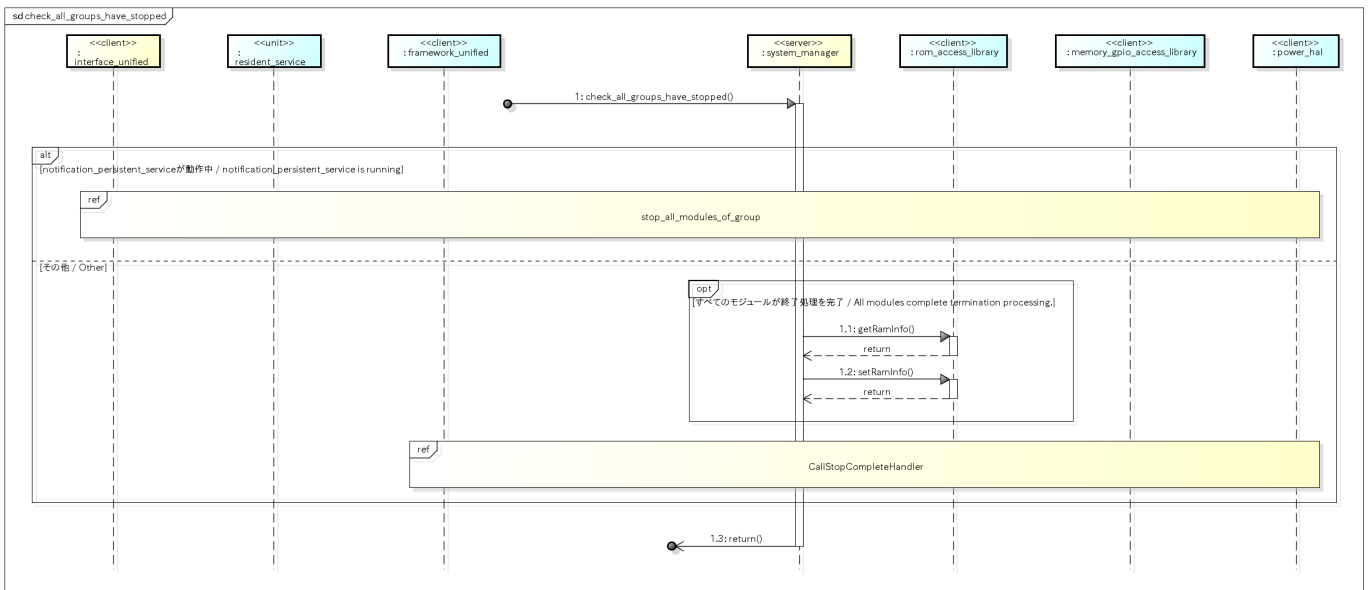 sd check_all_groups_have_stopped
<<client>>
:
interface_unified
<<unit>>
:
resident_service
<<client>>
: framework_unified
<<server>>
: system_manager
<<client>>
: rom_access_library
<<client>>
: memory_gpio_access_library
<<client>>
: power_hal
1: check_all_groups_have_stopped()
alt
[notification_persistent_serviceが動作中 / notification_persistent_service is running]
ref
stop_all_modules_of_group
[その他 / Other]
opt
[すべてのモジュールが終了処理を完了 / All modules complete termination processing.]
1.1: getRamInfo()
return
1.2: setRamInfo()
return
ref
CallStopCompleteHandler
1.3: return()